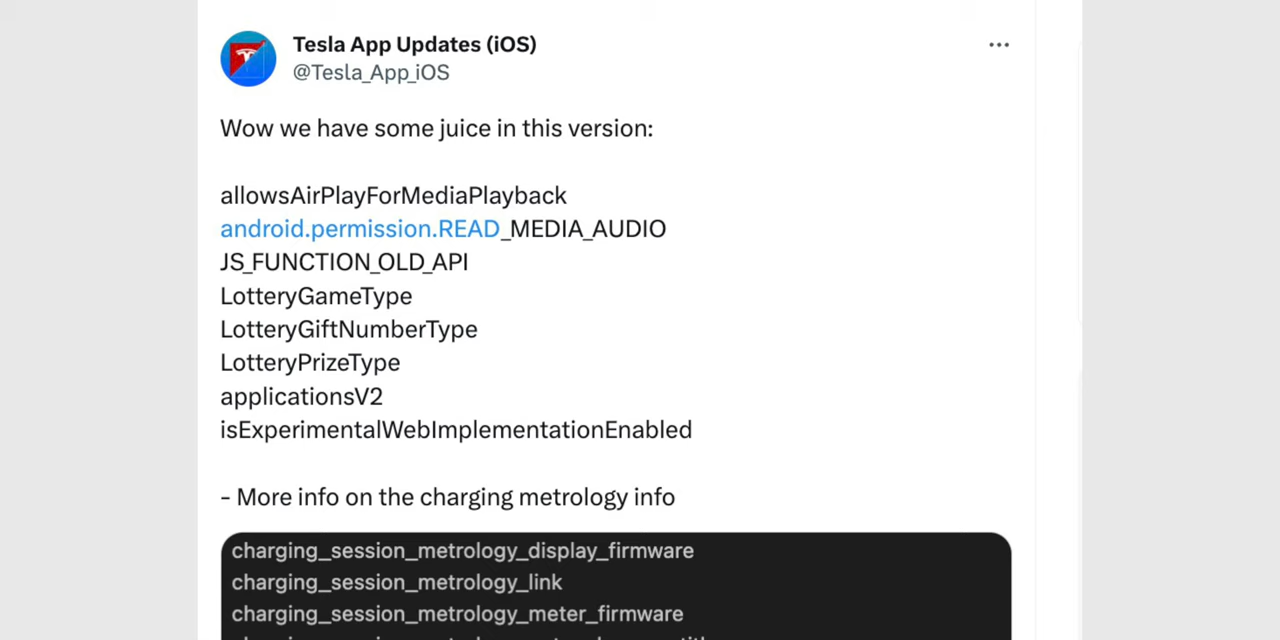 Tesla App Updates (iOS)
@Tesla_App_iOS
Wow we have some juice in this version:
allowsAirPlayForMediaPlayback
android.permission.READ_MEDIA_AUDIO
JS_FUNCTION_OLD_API
LotteryGameType
LotteryGiftNumberType
LotteryPrizeType
applicationsV2
isExperimentalWebImplementationEnabled
- More info on the charging metrology info
charging_session_metrology_display_firmware
charging_session_metrology_link
charging_session_metrology_meter_firmware